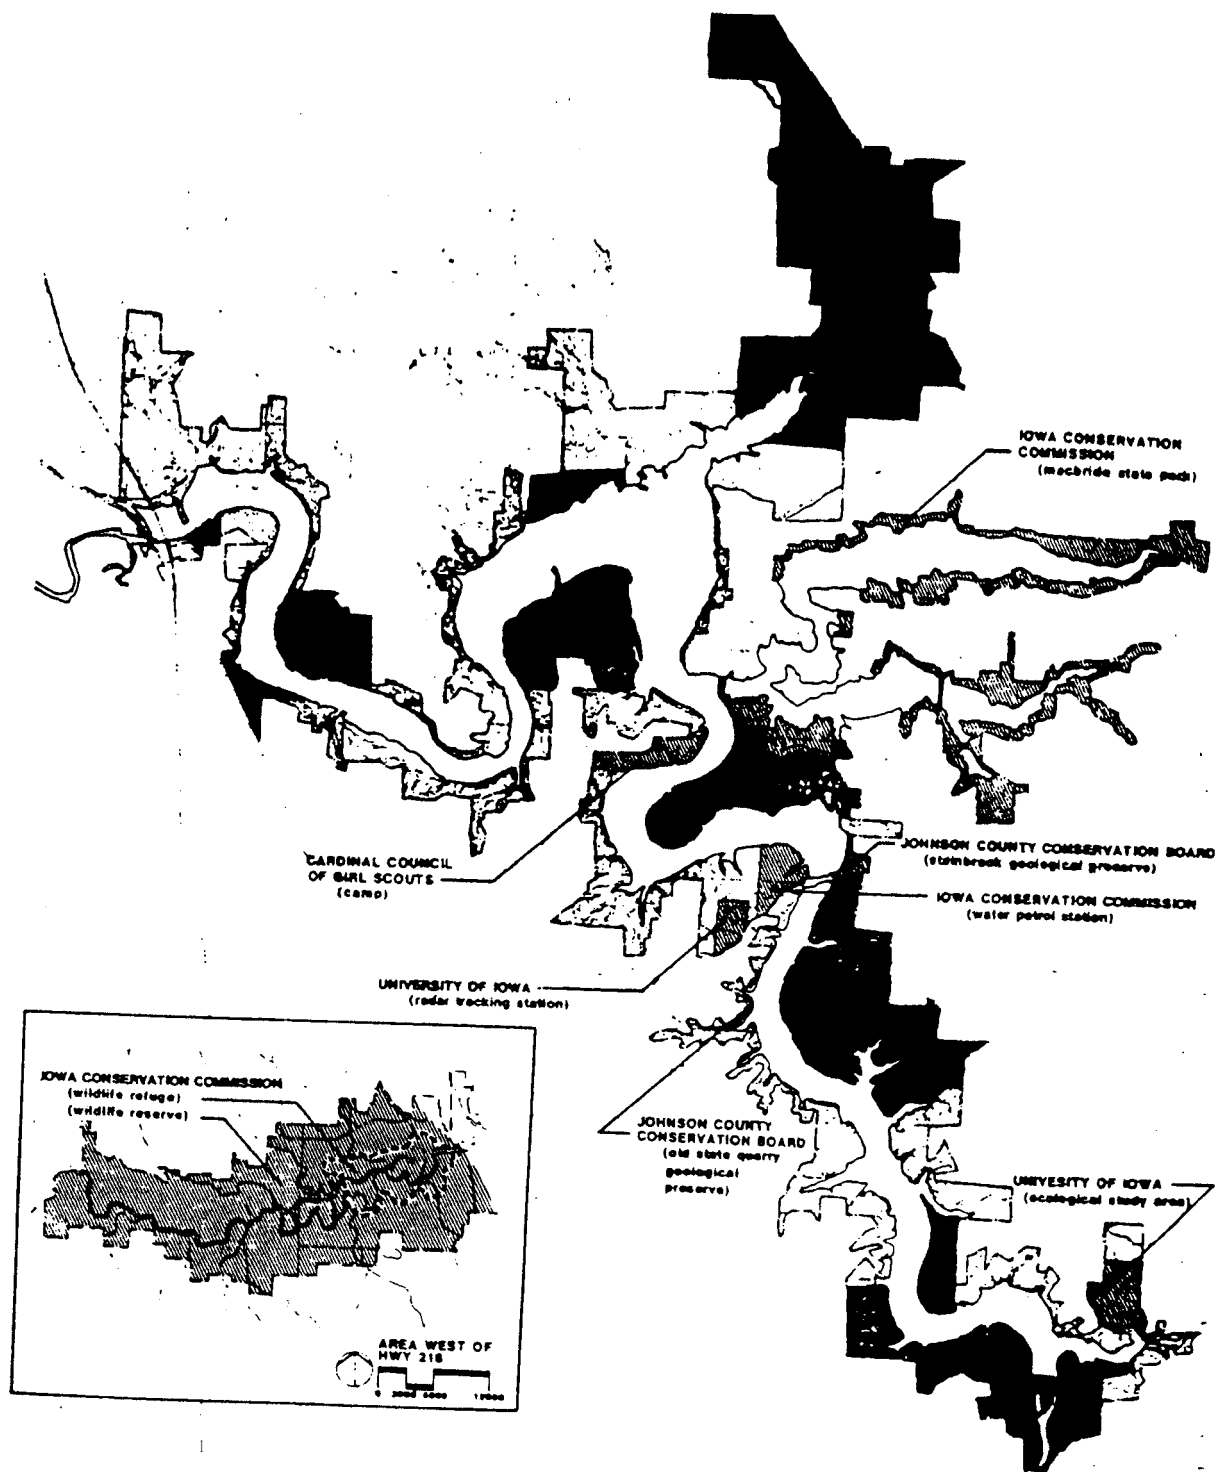 IOWA CONSERVATION
COMMISSION
(macbride state park)
CARDINAL COUNCIL
OF GIRL SCOUTS
(camp)
JOHNSON COUNTY CONSERVATION BOARD
(steinbrook geological preserve)
IOWA CONSERVATION COMMISSION
(water patrol station)
UNIVERSITY OF IOWA
(radar tracking station)
IOWA CONSERVATION COMMISSION
(wildlife refuge)
(wildlife reserve)
JOHNSON COUNTY
CONSERVATION BOARD
(old state quarry
geological
preserve)
UNIVESITY OF IOWA
(ecological study area)
AREA WEST OF
HWY 218
0